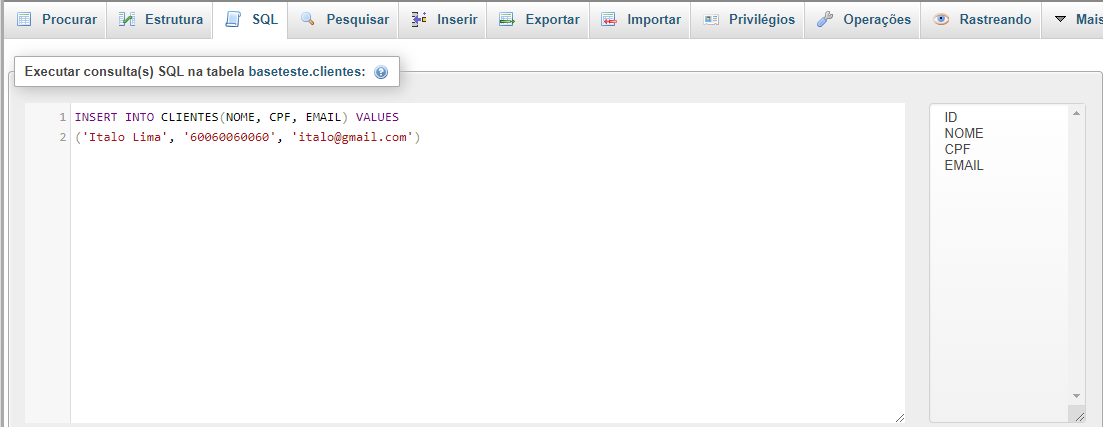 Procurar Estrutura SQL Pesquisar Inserir Exportar Importar Privilégios Operações Rastreando Mais
Executar consulta(s) SQL na tabela baseteste.clientes:
1 INSERT INTO CLIENTES(NOME, CPF, EMAIL) VALUES
2 ('Italo Lima', '60060060060', 'italo@gmail.com')
ID
NOME
CPF
EMAIL